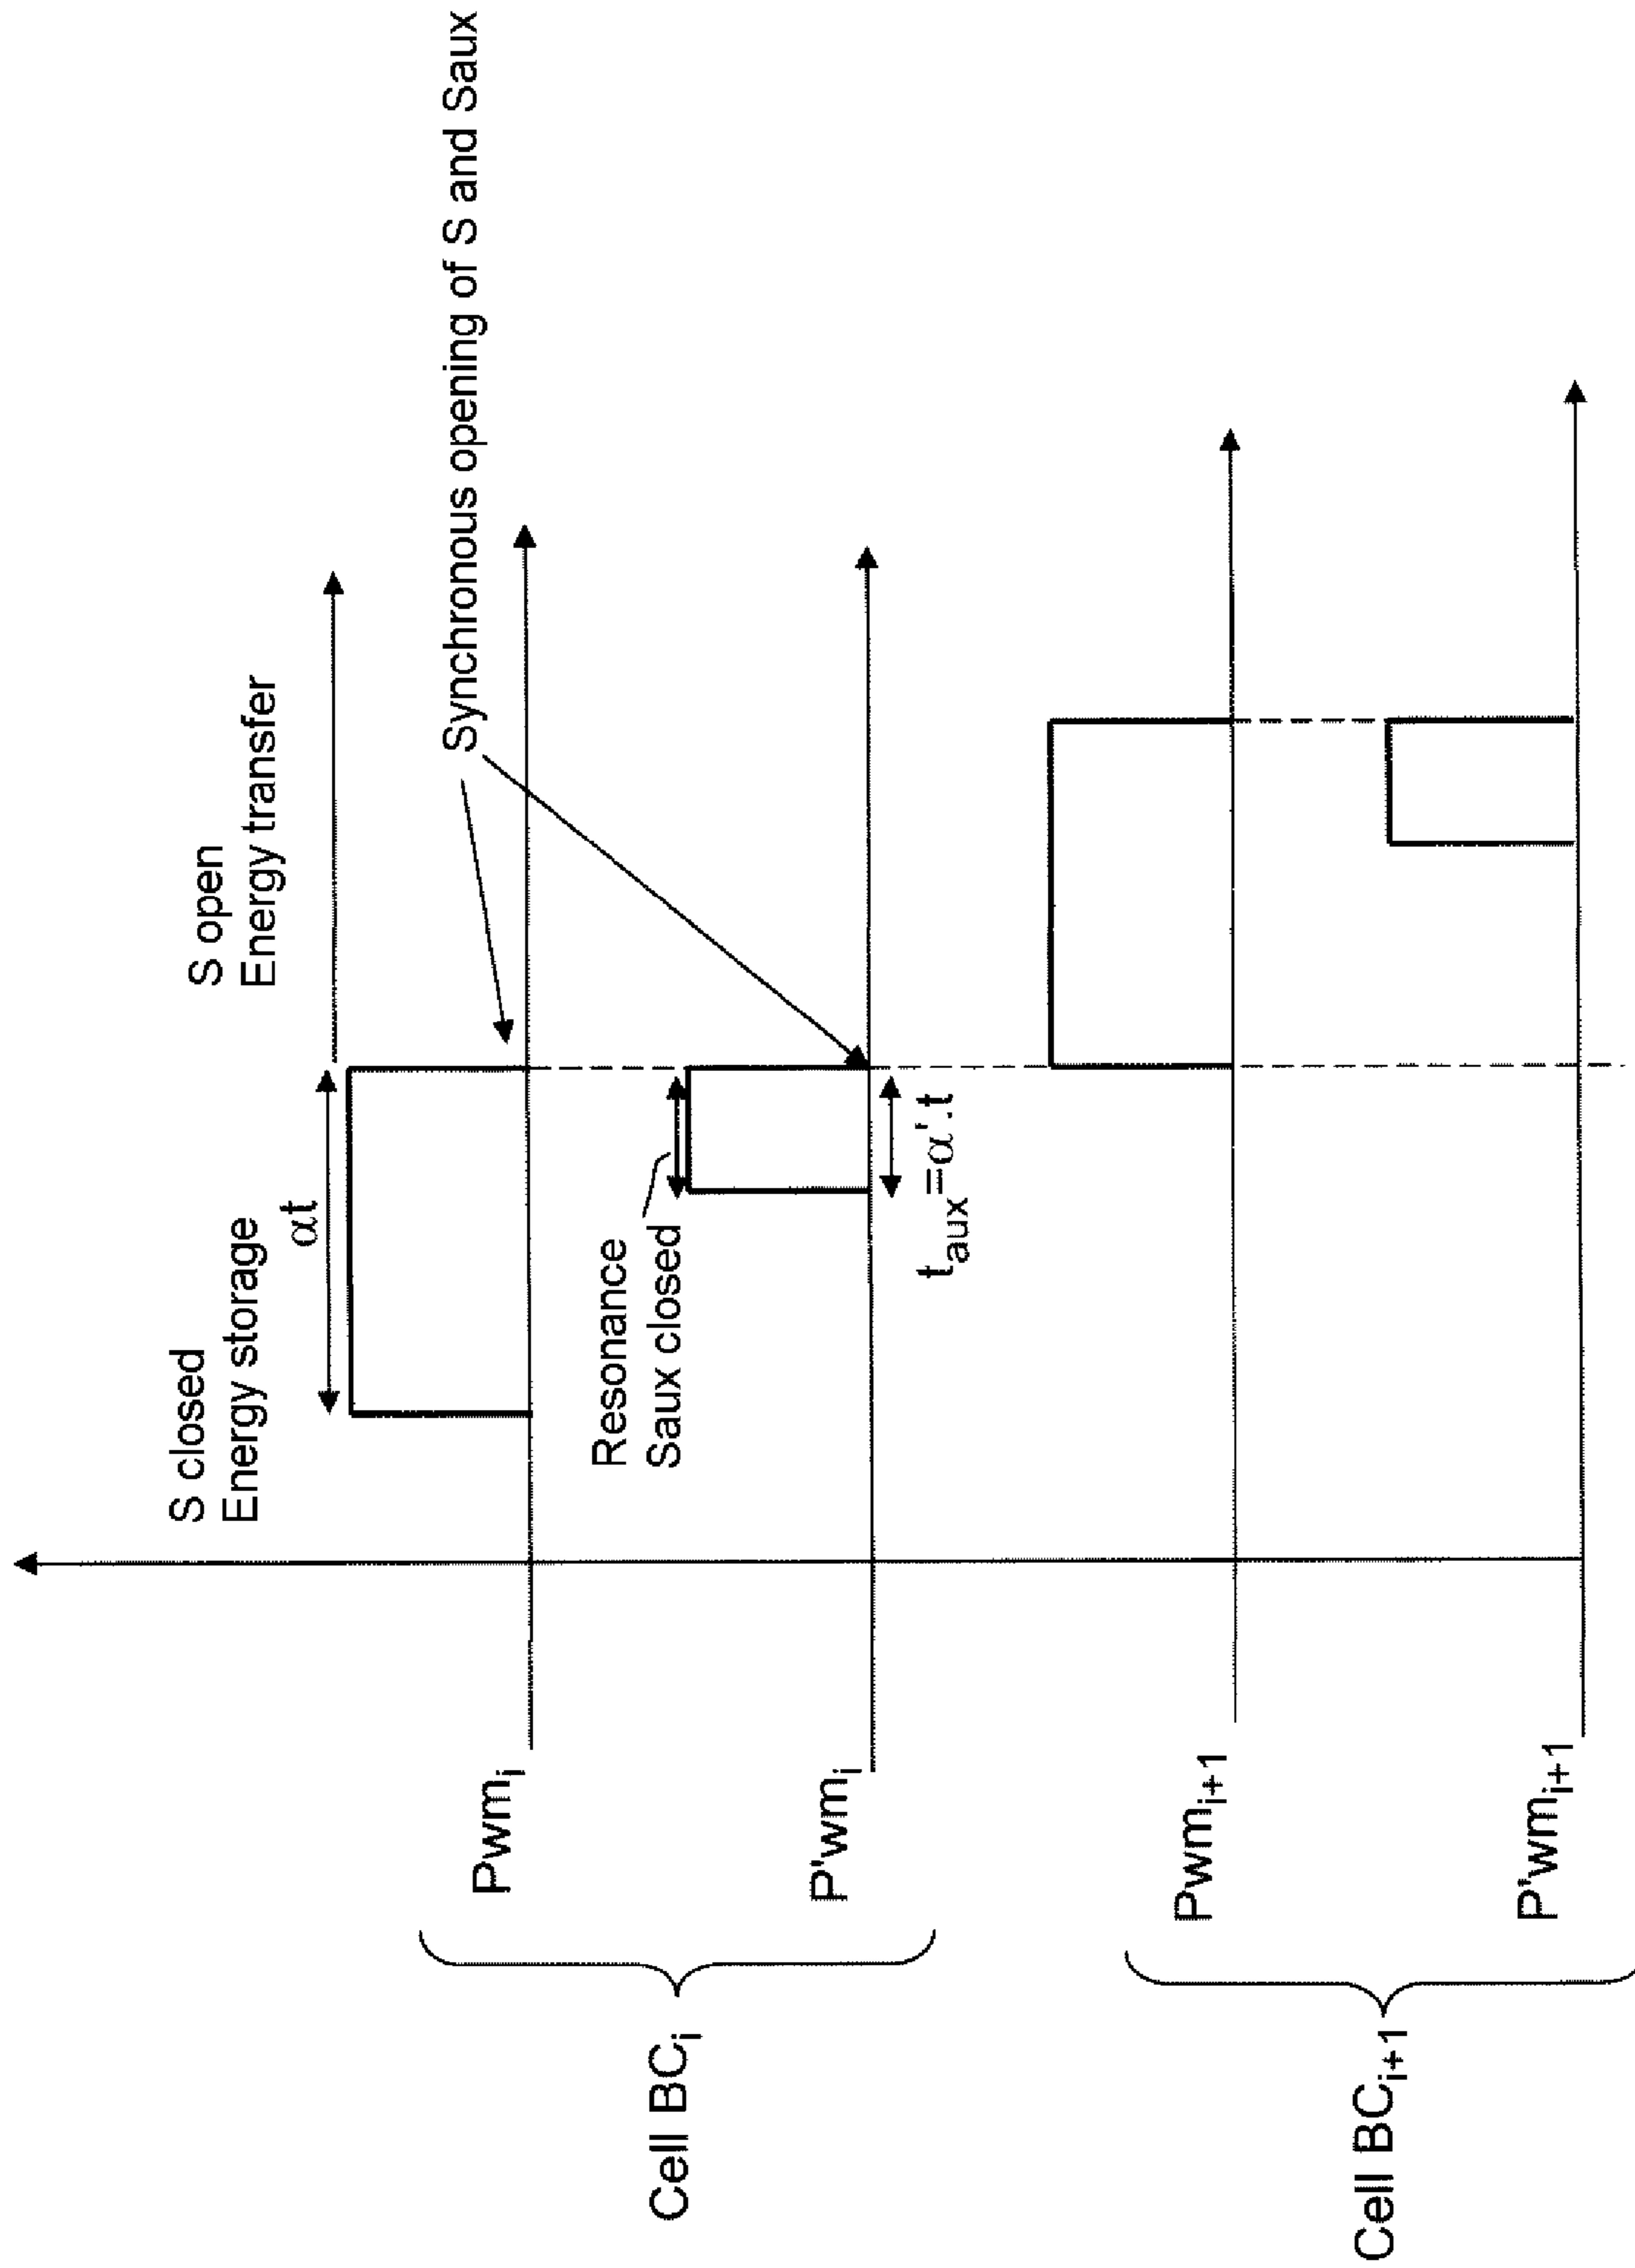 S closed
Energy storage
αt
S open
Energy transfer
Synchronous opening of S and Saux
Resonance
Saux closed
t_aux=α'.t
Cell BC_i
Pwm_i
P'wm_i
Cell BC_i+1
Pwm_i+1
P'wm_i+1